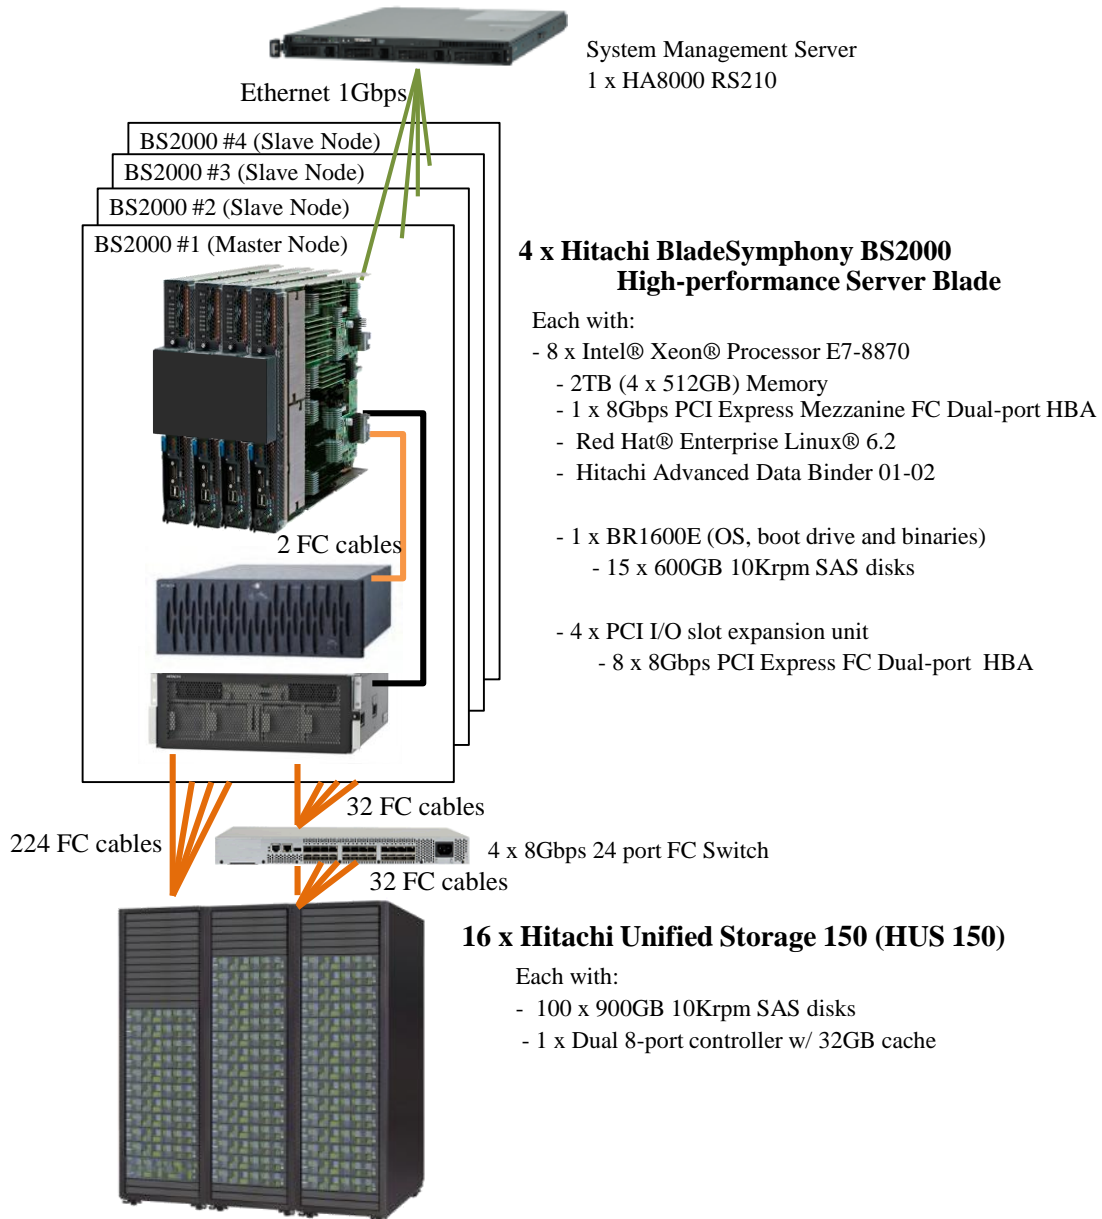 System Management Server
1 x HA8000 RS210
Ethernet 1Gbps
BS2000 #4 (Slave Node)
BS2000 #3 (Slave Node)
BS2000 #2 (Slave Node)
BS2000 #1 (Master Node)
4 x Hitachi BladeSymphony BS2000
High-performance Server Blade
Each with:
- 8 x Intel® Xeon® Processor E7-8870
- 2TB (4 x 512GB) Memory
- 1 x 8Gbps PCI Express Mezzanine FC Dual-port HBA
- Red Hat® Enterprise Linux® 6.2
- Hitachi Advanced Data Binder 01-02
2 FC cables
- 1 x BR1600E (OS, boot drive and binaries)
- 15 x 600GB 10Krpm SAS disks
- 4 x PCI I/O slot expansion unit
- 8 x 8Gbps PCI Express FC Dual-port HBA
32 FC cables
224 FC cables
4 x 8Gbps 24 port FC Switch
32 FC cables
16 x Hitachi Unified Storage 150 (HUS 150)
Each with:
- 100 x 900GB 10Krpm SAS disks
- 1 x Dual 8-port controller w/ 32GB cache